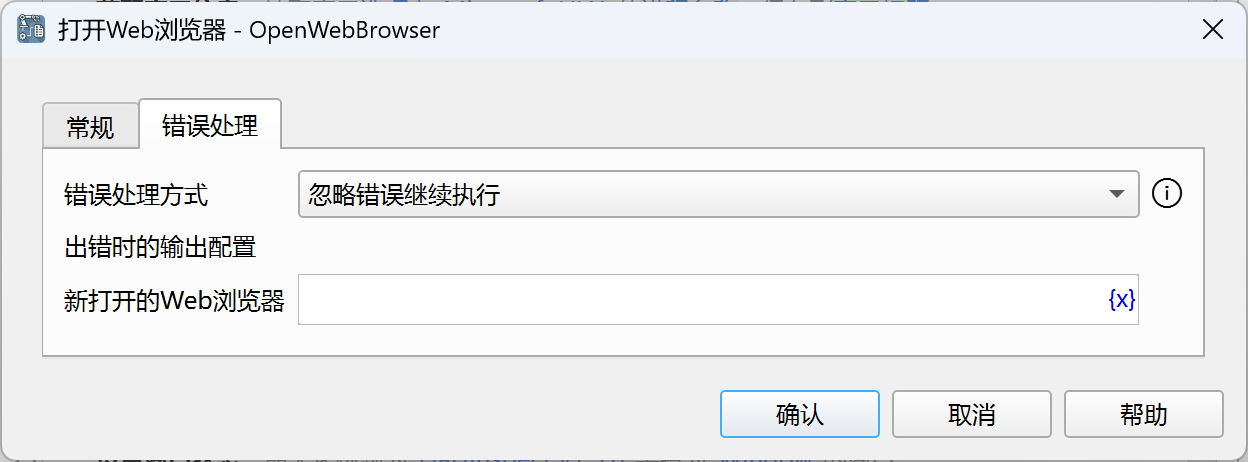 打开Web浏览器 - OpenWebBrowser
常规
错误处理
错误处理方式
忽略错误继续执行
出错时的输出配置
新打开的Web浏览器
{x}
确认
取消
帮助